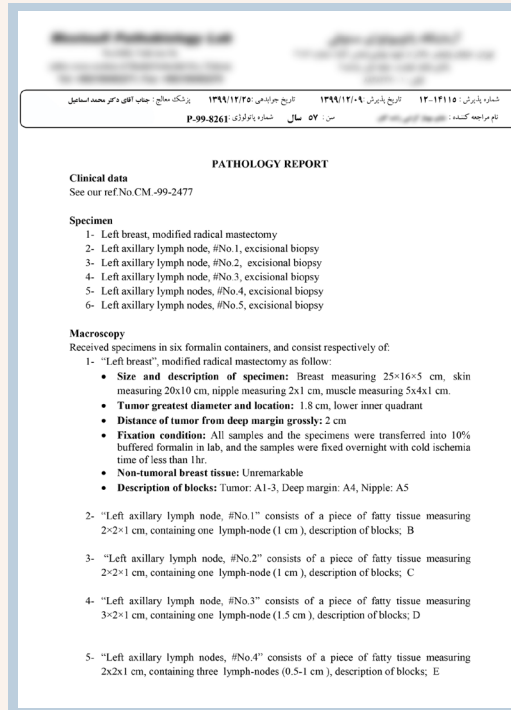 شماره پذیرش : ۱۴۱۱۵-۱۲ تاریخ پذیرش : ۱۳۹۹/۱۲/۰۹ تاریخ جوابدهی : ۱۳۹۹/۱۲/۲۵ پزشک معالج : جناب آقای دکتر محمد اسماعیل
نام مراجعه کننده : سن : ۵۷ سال شماره پاتولوژی : P-99-8261
PATHOLOGY REPORT
Clinical data
See our ref.No.CM.-99-2477
Specimen
1- Left breast, modified radical mastectomy
2- Left axillary lymph node, #No.1, excisional biopsy
3- Left axillary lymph node, #No.2, excisional biopsy
4- Left axillary lymph node, #No.3, excisional biopsy
5- Left axillary lymph nodes, #No.4, excisional biopsy
6- Left axillary lymph nodes, #No.5, excisional biopsy
Macroscopy
Received specimens in six formalin containers, and consist respectively of:
1- “Left breast”, modified radical mastectomy as follow:
• Size and description of specimen: Breast measuring 25×16×5 cm, skin
measuring 20x10 cm, nipple measuring 2x1 cm, muscle measuring 5x4x1 cm.
• Tumor greatest diameter and location: 1.8 cm, lower inner quadrant
• Distance of tumor from deep margin grossly: 2 cm
• Fixation condition: All samples and the specimens were transferred into 10%
buffered formalin in lab, and the samples were fixed overnight with cold ischemia
time of less than 1hr.
• Non-tumoral breast tissue: Unremarkable
• Description of blocks: Tumor: A1-3, Deep margin: A4, Nipple: A5
2- “Left axillary lymph node, #No.1” consists of a piece of fatty tissue measuring
2×2×1 cm, containing one lymph-node (1 cm ), description of blocks; B
3- “Left axillary lymph node, #No.2” consists of a piece of fatty tissue measuring
2×2×1 cm, containing one lymph-node (1 cm ), description of blocks; C
4- “Left axillary lymph node, #No.3” consists of a piece of fatty tissue measuring
3×2×1 cm, containing one lymph-node (1.5 cm ), description of blocks; D
5- “Left axillary lymph nodes, #No.4” consists of a piece of fatty tissue measuring
2x2x1 cm, containing three lymph-nodes (0.5-1 cm ), description of blocks; E